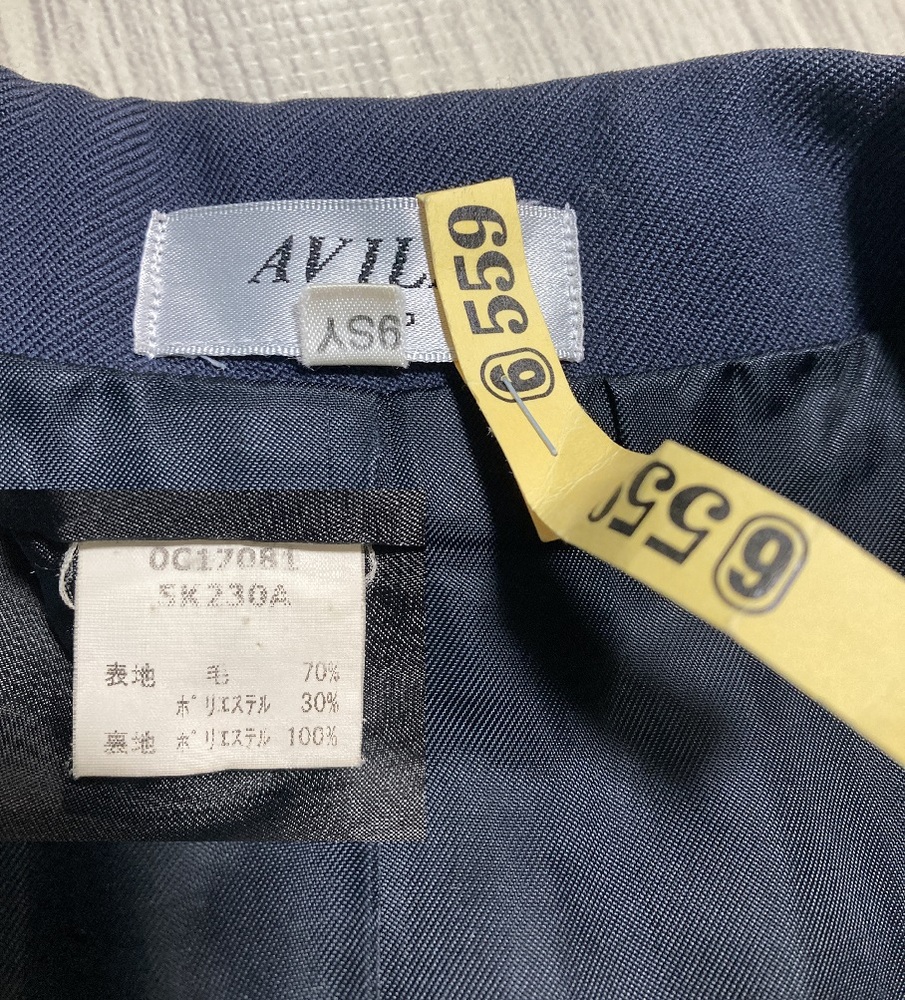 AVIL
9SY
6 559
6 55
0G17081
5K230A
表地 毛 70%
ポリエステル 30%
裏地 ポリエステル 100%